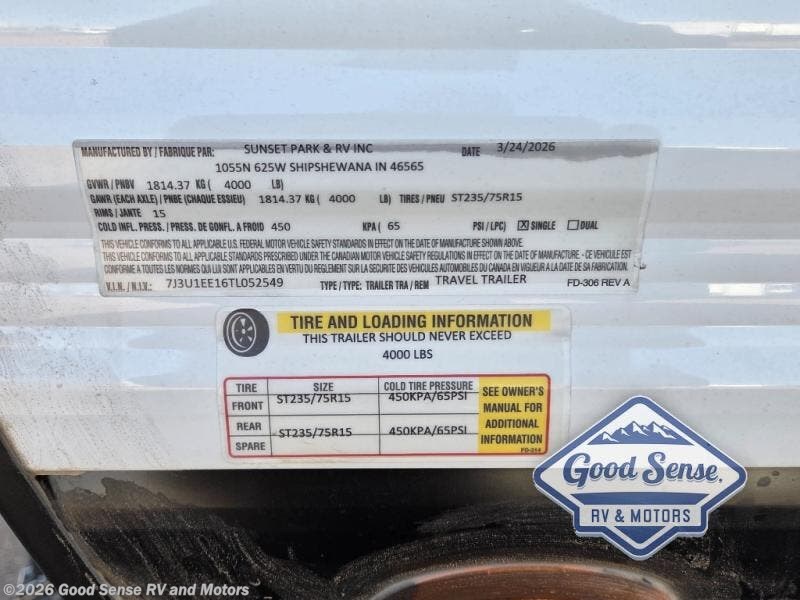 MANUFACTURED BY / FABRIQUE PAR: SUNSET PARK & RV INC DATE 3/24/2026
1055N 625W SHIPSHEWANA IN 46565
GVWR / PNBV 1814.37 KG ( 4000 LB)
GAWR (EACH AXLE) / PNBE (CHAQUE ESSIEU) 1814.37 KG ( 4000 LB) TIRES / PNEU ST235/75R15
RIMS / JANTE 15
COLD INFL. PRESS. / PRESS. DE GONFL. A FROID 450 KPA ( 65 PSI / LPC) ☒ SINGLE ☐ DUAL
THIS VEHICLE CONFORMS TO ALL APPLICABLE U.S. FEDERAL MOTOR VEHICLE SAFETY STANDARDS IN EFFECT ON THE DATE OF MANUFACTURE SHOWN ABOVE.
THIS VEHICLE CONFORMS TO ALL APPLICABLE STANDARDS PRESCRIBED UNDER THE CANADIAN MOTOR VEHICLE SAFETY REGULATIONS IN EFFECT ON THE DATE OF MANUFACTURE. - CE VEHICULE EST
CONFORME A TOUTES LES NORMES QUI LUI SONT APPLICABLES EN VERTU DU REGLEMENT SUR LA SECURITE DES VEHICULES AUTOMOBILES DU CANADA EN VIGUEUR A LA DATE DE SA FABRICATION.
V.I.N. / N.I.V.: 7J3U1EE16TL052549 TYPE / TYPE: TRAILER TRA / REM TRAVEL TRAILER FD-306 REV A
TIRE AND LOADING INFORMATION
THIS TRAILER SHOULD NEVER EXCEED
4000 LBS
TIRE SIZE COLD TIRE PRESSURE
FRONT ST235/75R15 450KPA/65PSI
REAR
SPARE ST235/75R15 450KPA/65PSI
SEE OWNER'S
MANUAL FOR
ADDITIONAL
INFORMATION
FD-214
Good Sense.
RV & MOTORS
©2026 Good Sense RV and Motors